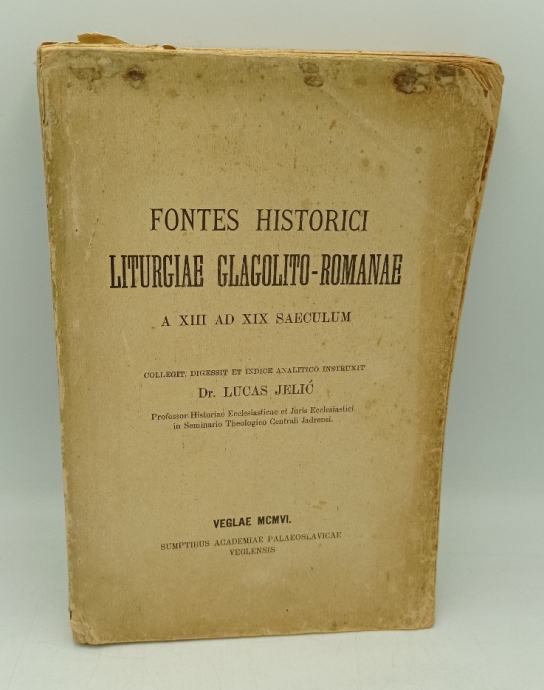 FONTES HISTORICI
LITURGIAE GLAGOLITO-ROMANAE
A XIII AD XIX SAECULUM
COLLEGIT, DIGESSIT ET INDICE ANALITICO INSTRUXIT
Dr. LUCAS JELIĆ
Professor Historiae Ecclesiasticae et Juris Ecclesiastici
in Seminario Theologico Centrali Jadrensi.
VEGLAE MCMVI.
SUMPTIBUS ACADEMIAE PALAEOSLAVICAE
VEGLENSIS